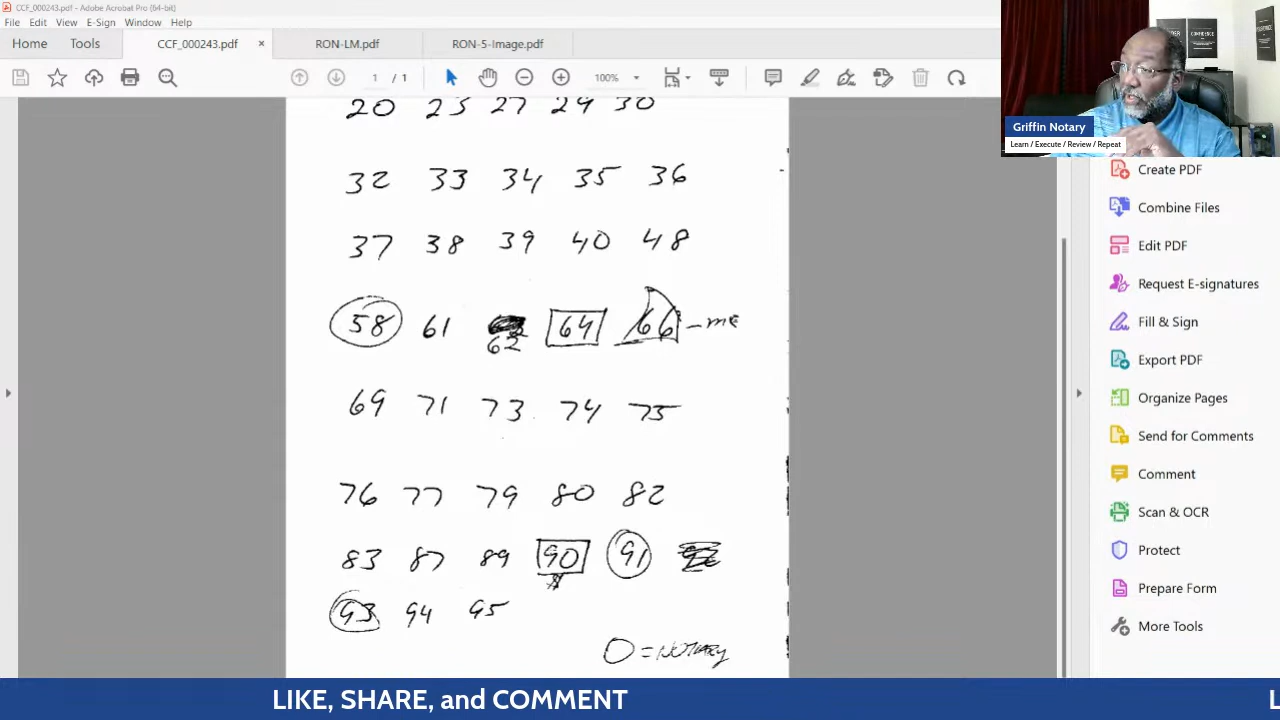 CCF_000243.pdf - Adobe Acrobat Pro (64-bit)
File Edit View E-Sign Window Help
Home Tools CCF_000243.pdf × RON-LM.pdf RON-5-Image.pdf
1 / 1 100%
Griffin Notary
Learn / Execute / Review / Repeat
20 23 27 29 30
32 33 34 35 36
37 38 39 40 48
58 61 62 64 66 - me
69 71 73 74 75
76 77 79 80 82
83 87 89 90 91
93 94 95
O = NOTARY
Create PDF
Combine Files
Edit PDF
Request E-signatures
Fill & Sign
Export PDF
Organize Pages
Send for Comments
Comment
Scan & OCR
Protect
Prepare Form
More Tools
LIKE, SHARE, and COMMENT